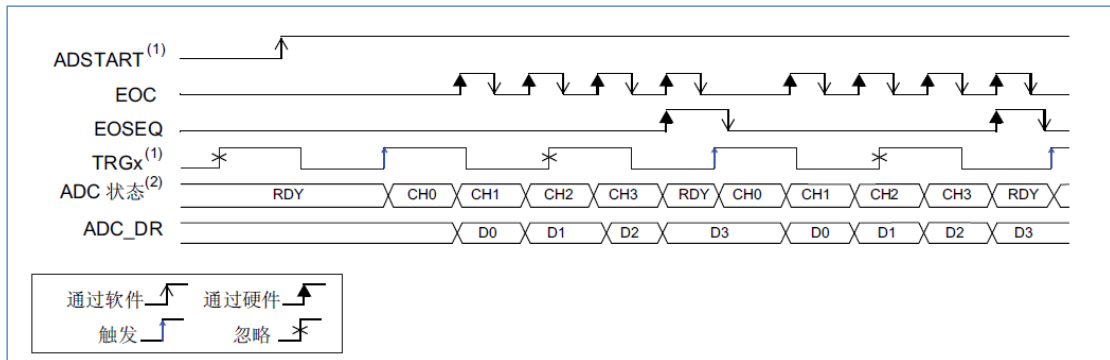 ADSTART(1)
EOC
EOSEQ
TRGx(1)
ADC 状态(2) RDY CH0 CH1 CH2 CH3 RDY CH0 CH1 CH2 CH3 RDY
ADC_DR D0 D1 D2 D3 D0 D1 D2 D3
通过软件 通过硬件
触发 忽略